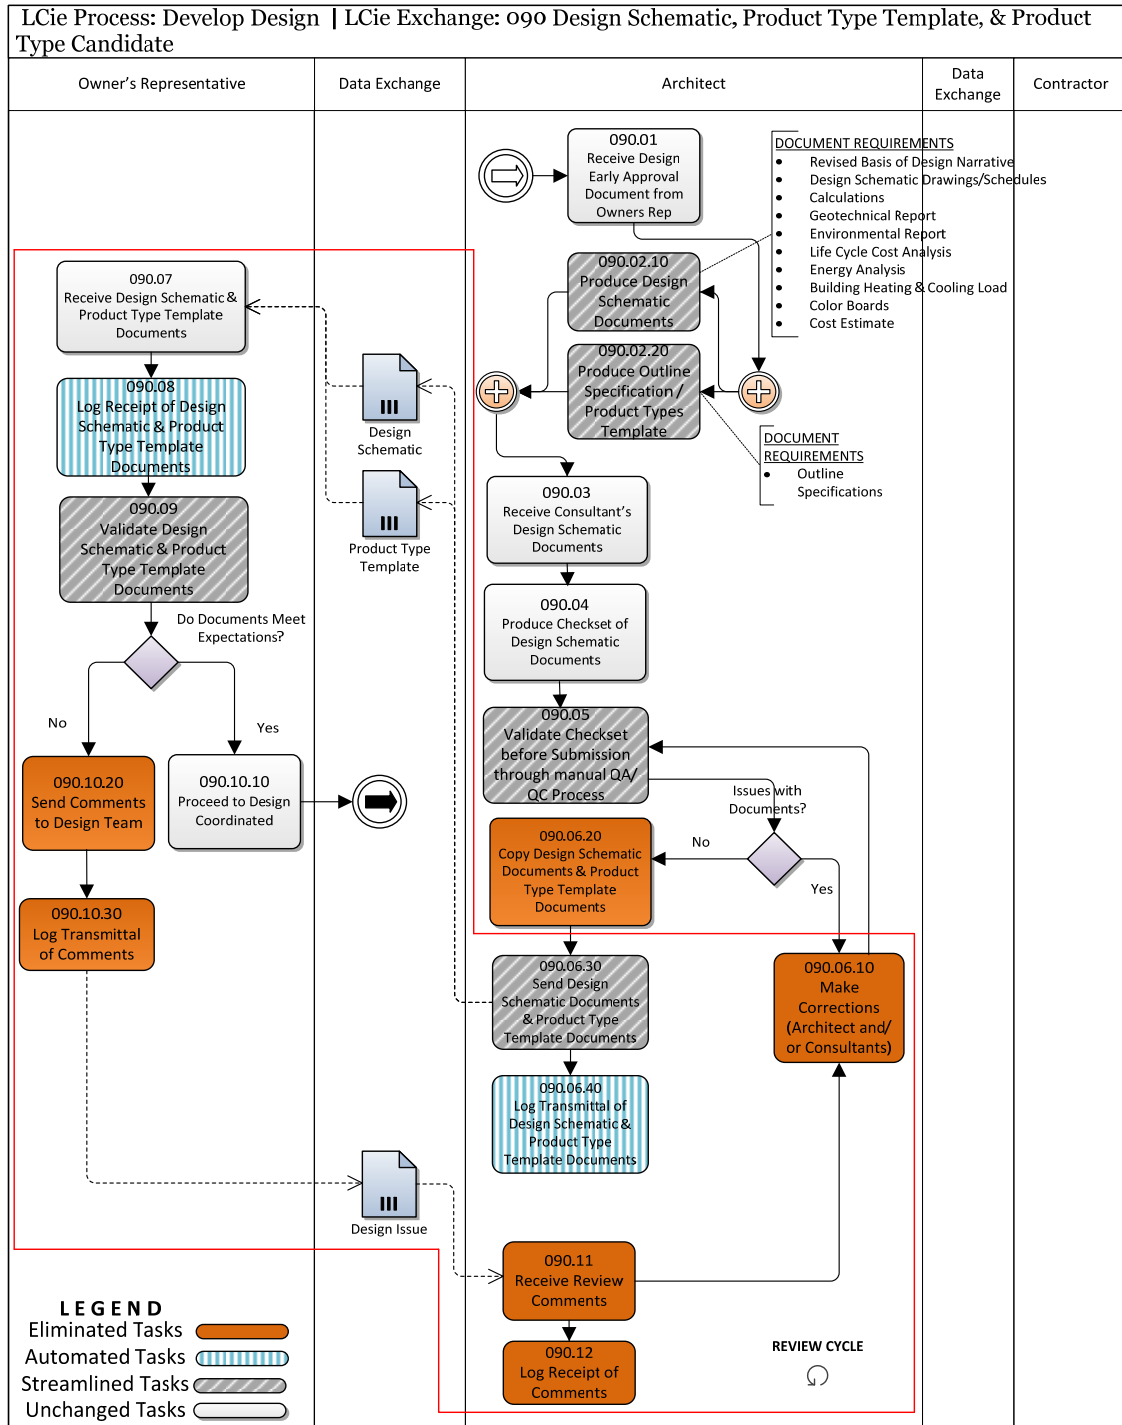 LCie Process: Develop Design | LCie Exchange: 090 Design Schematic, Product Type Template, & Product
Type Candidate
Owner's Representative
Data Exchange
Architect
Data
Exchange
Contractor
090.01
Receive Design
Early Approval
Document from
Owners Rep
DOCUMENT REQUIREMENTS
• Revised Basis of Design Narrative
• Design Schematic Drawings/Schedules
• Calculations
• Geotechnical Report
• Environmental Report
• Life Cycle Cost Analysis
• Energy Analysis
• Building Heating & Cooling Load
• Color Boards
• Cost Estimate
090.02.10
Produce Design
Schematic
Documents
090.02.20
Produce Outline
Specification /
Product Types
Template
DOCUMENT
REQUIREMENTS
• Outline
Specifications
090.03
Receive Consultant's
Design Schematic
Documents
090.04
Produce Checkset of
Design Schematic
Documents
090.05
Validate Checkset
before Submission
through manual QA/
QC Process
Issues with
Documents?
No
Yes
090.06.20
Copy Design Schematic
Documents & Product
Type Template
Documents
090.06.10
Make
Corrections
(Architect and/
or Consultants)
090.06.30
Send Design
Schematic Documents
& Product Type
Template Documents
090.06.40
Log Transmittal of
Design Schematic &
Product Type
Template Documents
Design
Schematic
Product Type
Template
090.07
Receive Design Schematic &
Product Type Template
Documents
090.08
Log Receipt of Design
Schematic & Product
Type Template
Documents
090.09
Validate Design
Schematic & Product
Type Template
Documents
Do Documents Meet
Expectations?
No
Yes
090.10.20
Send Comments
to Design Team
090.10.10
Proceed to Design
Coordinated
090.10.30
Log Transmittal
of Comments
Design Issue
090.11
Receive Review
Comments
090.12
Log Receipt of
Comments
REVIEW CYCLE
LEGEND
Eliminated Tasks
Automated Tasks
Streamlined Tasks
Unchanged Tasks